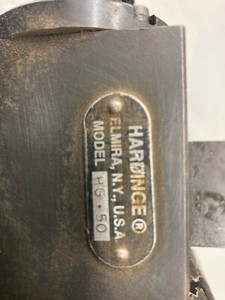 HARDINGE ®
ELMIRA, N.Y., U.S.A
MODEL HG·50